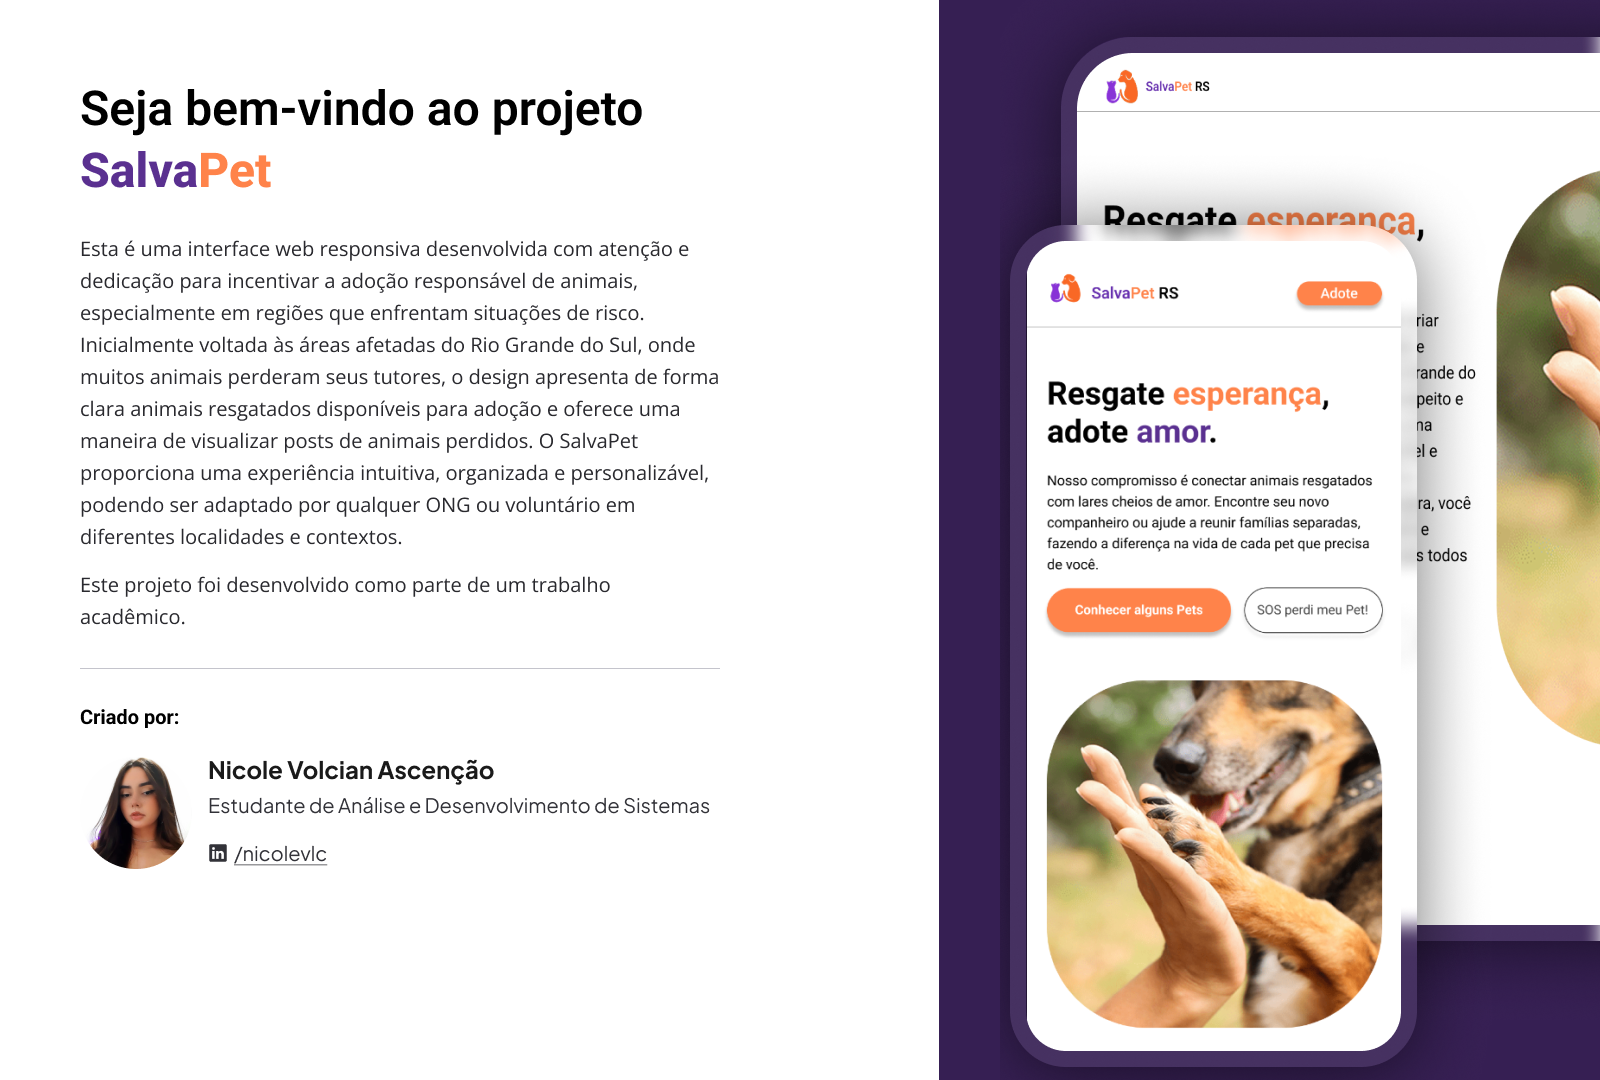 Seja bem-vindo ao projeto
SalvaPet
Esta é uma interface web responsiva desenvolvida com atenção e
dedicação para incentivar a adoção responsável de animais,
especialmente em regiões que enfrentam situações de risco.
Inicialmente voltada às áreas afetadas do Rio Grande do Sul, onde
muitos animais perderam seus tutores, o design apresenta de forma
clara animais resgatados disponíveis para adoção e oferece uma
maneira de visualizar posts de animais perdidos. O SalvaPet
proporciona uma experiência intuitiva, organizada e personalizável,
podendo ser adaptado por qualquer ONG ou voluntário em
diferentes localidades e contextos.
Este projeto foi desenvolvido como parte de um trabalho
acadêmico.
Criado por:
Nicole Volcian Ascenção
Estudante de Análise e Desenvolvimento de Sistemas
in /nicolevlc
SalvaPet RS
Resgate esperança,
riar
e
rande do
peito e
na
el e
ra, você
e
s todos
SalvaPet RS
Adote
Resgate esperança,
adote amor.
Nosso compromisso é conectar animais resgatados
com lares cheios de amor. Encontre seu novo
companheiro ou ajude a reunir famílias separadas,
fazendo a diferença na vida de cada pet que precisa
de você.
Conhecer alguns Pets
SOS perdi meu Pet!